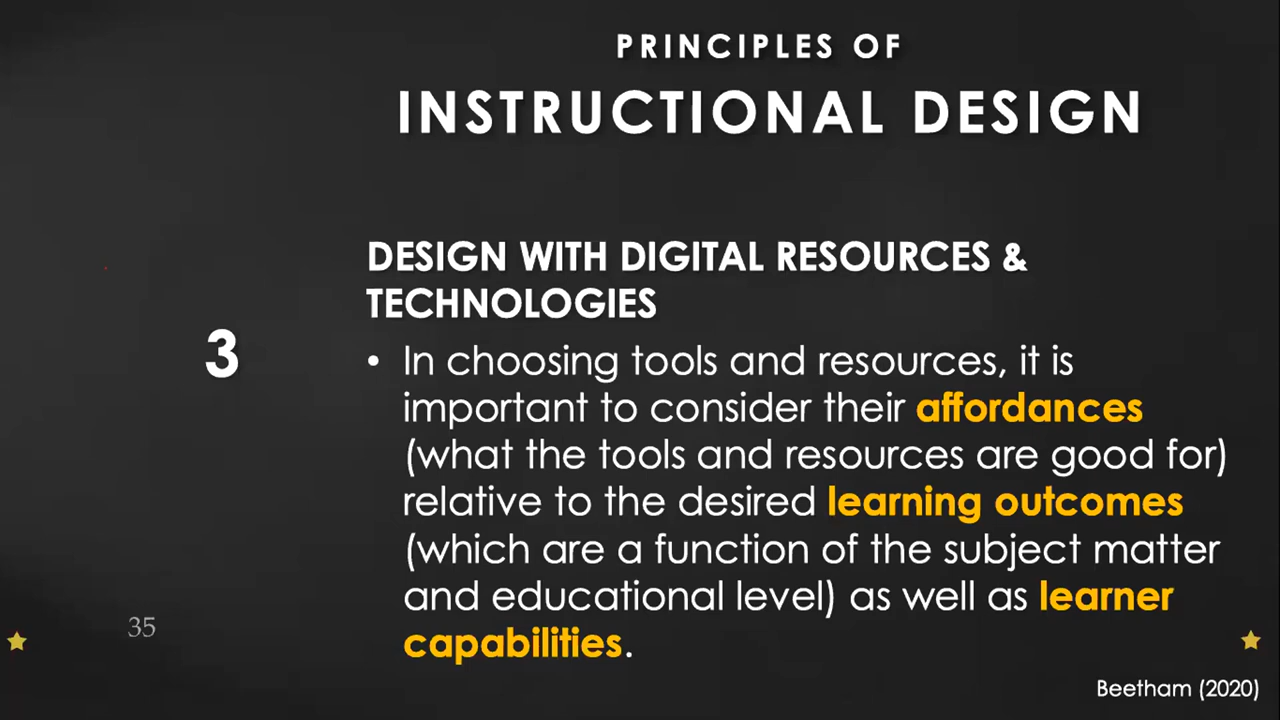 PRINCIPLES OF
INSTRUCTIONAL DESIGN
DESIGN WITH DIGITAL RESOURCES &
TECHNOLOGIES
3
• In choosing tools and resources, it is
important to consider their affordances
(what the tools and resources are good for)
relative to the desired learning outcomes
(which are a function of the subject matter
and educational level) as well as learner
capabilities.
35
Beetham (2020)